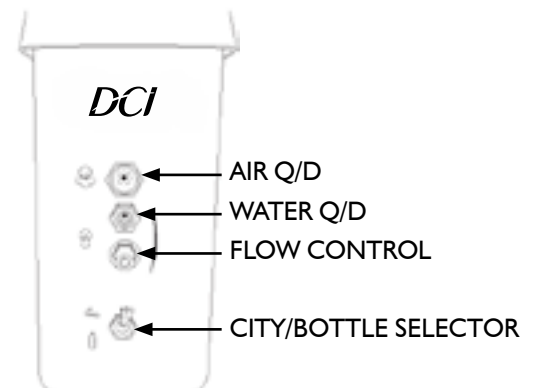 DCI
AIR Q/D
WATER Q/D
FLOW CONTROL
CITY/BOTTLE SELECTOR